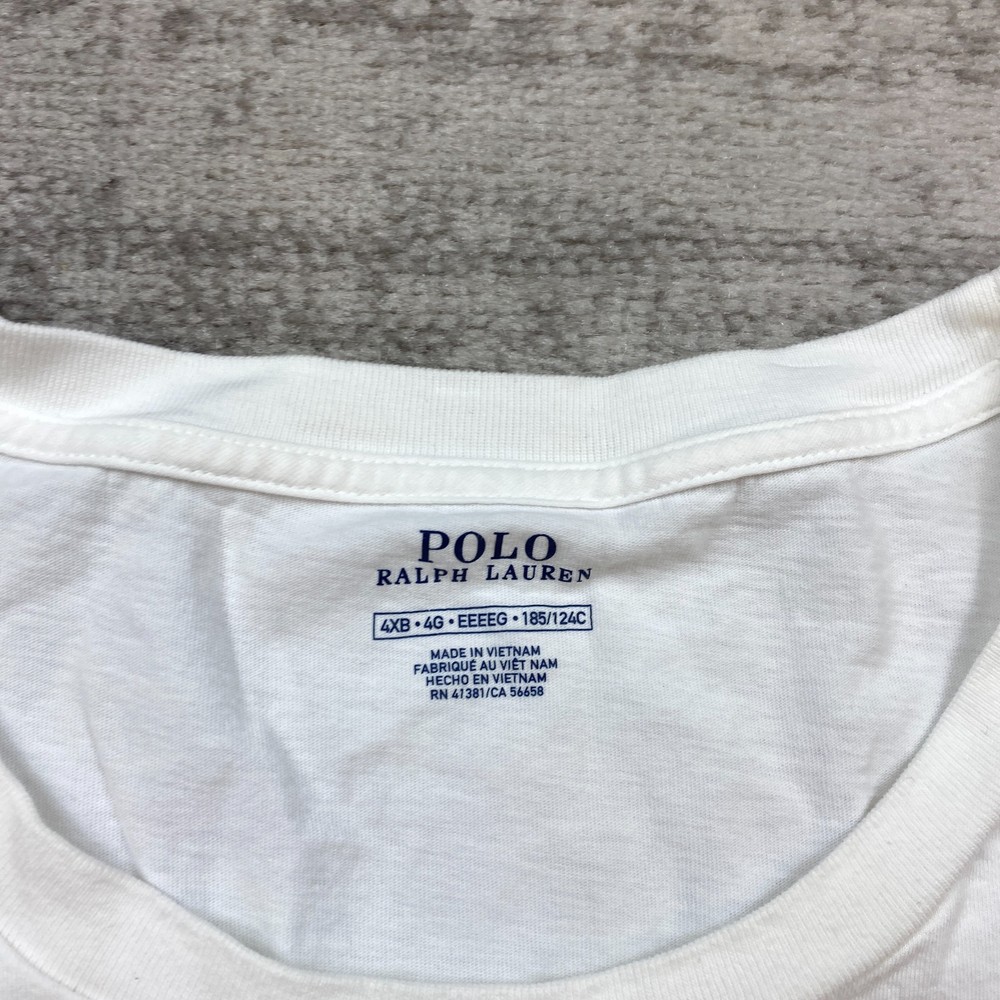 POLO
RALPH LAUREN
4XB • 4G • EEEEG • 185/124C
MADE IN VIETNAM
FABRIQUÉ AU VIÊT NAM
HECHO EN VIETNAM
RN 41381/CA 56658